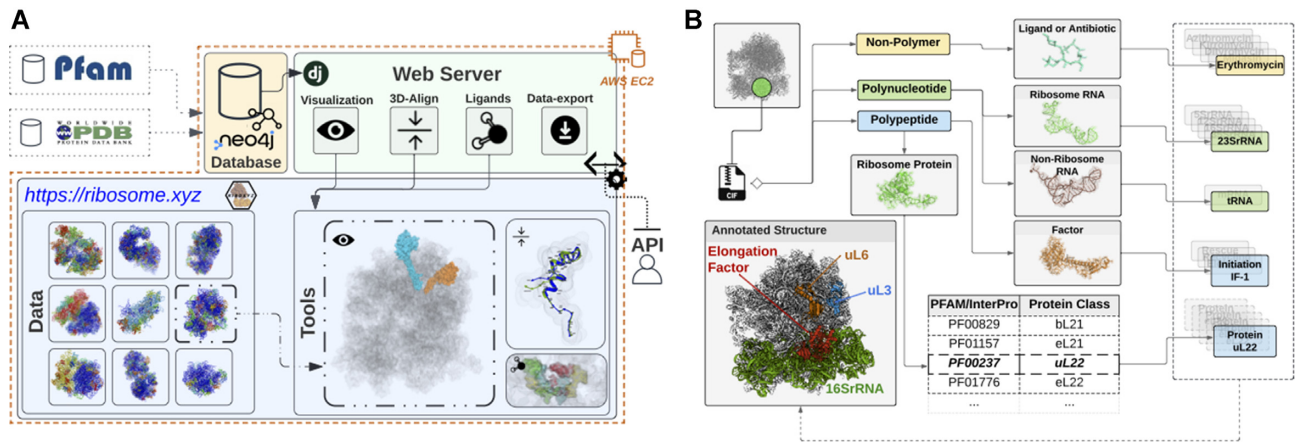 A
Pfam
WORLDWIDE
PDB
PROTEIN DATA BANK
neo4j
Database
dj
Web Server
AWS EC2
Visualization
3D-Align
Ligands
Data-export
https://ribosome.xyz
Data
Tools
API
B
CIF
Non-Polymer
Polynucleotide
Polypeptide
Ribosome Protein
Ligand or Antibiotic
Ribosome RNA
Non-Ribosome
RNA
Factor
Erythromycin
23SrRNA
tRNA
Initiation
IF-1
Protein
uL22
Annotated Structure
Elongation
Factor
uL6
uL3
16SrRNA
PFAM/InterPro Protein Class
PF00829 bL21
PF01157 eL21
PF00237 uL22
PF01776 eL22
... ...